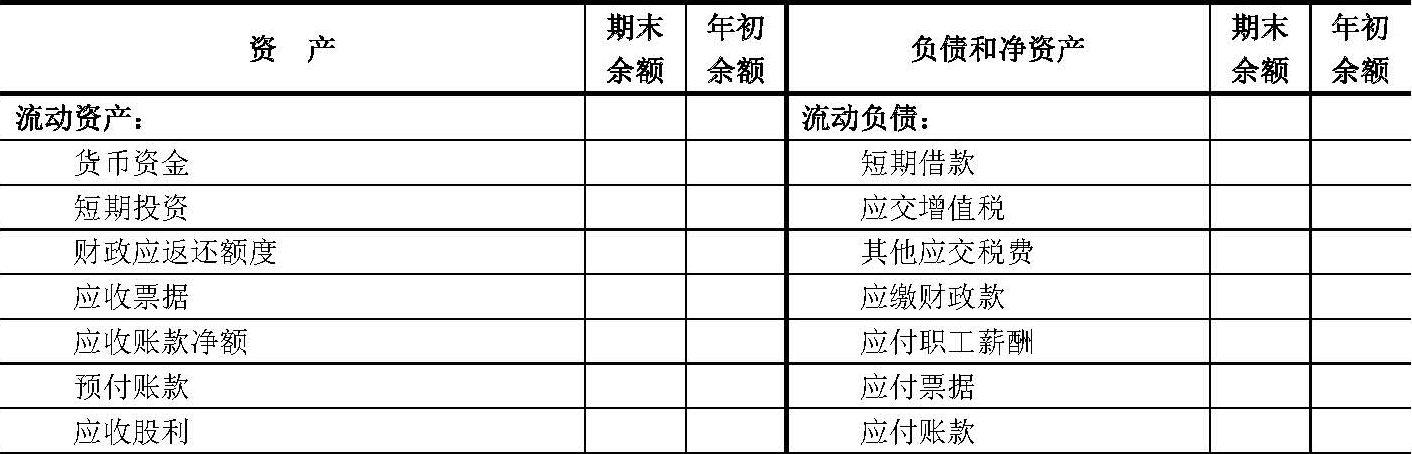 资 产 期末余额 年初余额 负债和净资产 期末余额 年初余额
流动资产： 流动负债：
货币资金 短期借款
短期投资 应交增值税
财政应返还额度 其他应交税费
应收票据 应缴财政款
应收账款净额 应付职工薪酬
预付账款 应付票据
应收股利 应付账款